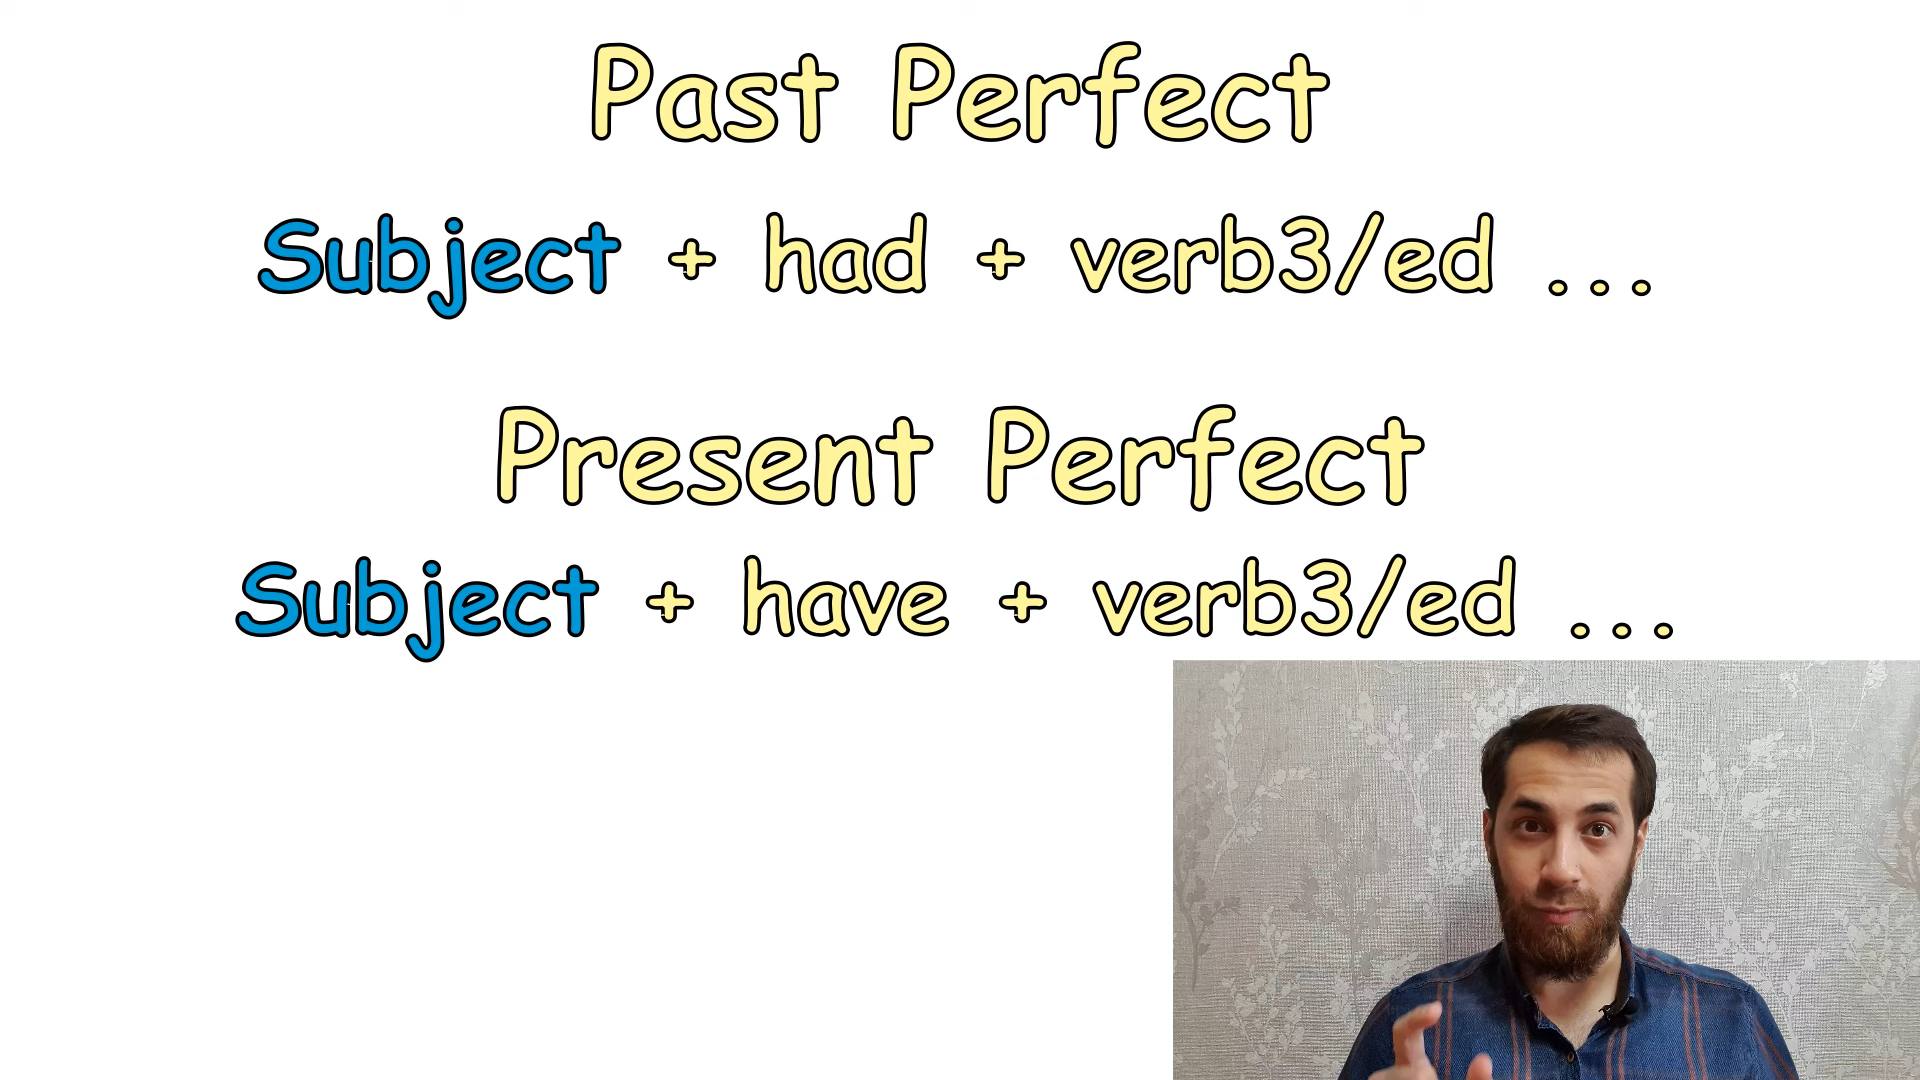 Past Perfect
Subject + had + verb3/ed ...
Present Perfect
Subject + have + verb3/ed ...